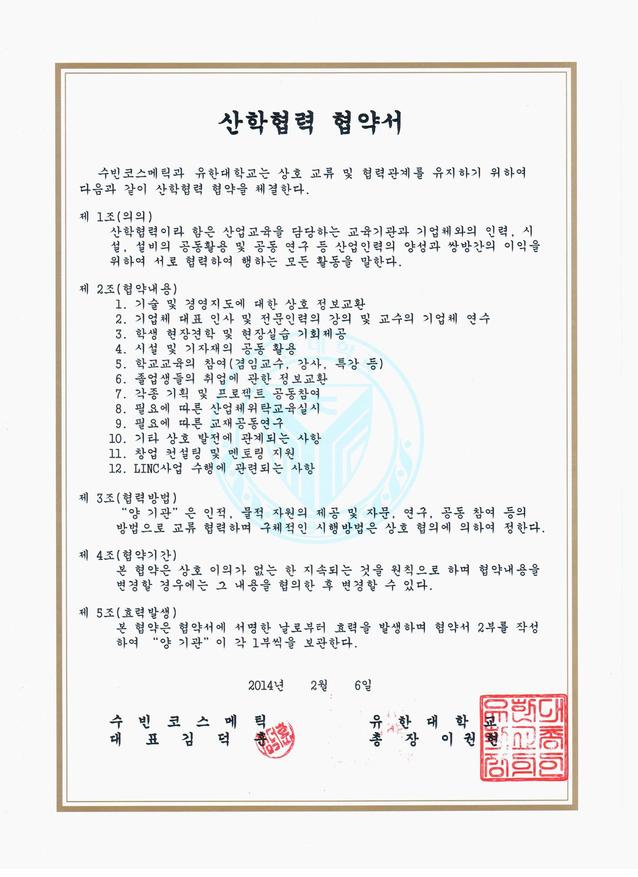 산학협력 협약서
수빈코스메틱과 유한대학교는 상호 교류 및 협력관계를 유지하기 위하여
다음과 같이 산학협력 협약을 체결한다.
제 1조(의의)
산학협력이라 함은 산업교육을 담당하는 교육기관과 기업체와의 인력, 시
설, 설비의 공동활용 및 공동 연구 등 산업인력의 양성과 쌍방간의 이익을
위하여 서로 협력하여 행하는 모든 활동을 말한다.
제 2조(협약내용)
1. 기술 및 경영지도에 대한 상호 정보교환
2. 기업체 대표 인사 및 전문인력의 강의 및 교수의 기업체 연수
3. 학생 현장견학 및 현장실습 기회제공
4. 시설 및 기자재의 공동 활용
5. 학교교육의 참여(겸임교수, 강사, 특강 등)
6. 졸업생들의 취업에 관한 정보교환
7. 각종 기획 및 프로젝트 공동참여
8. 필요에 따른 산업체위탁교육실시
9. 필요에 따른 교재공동연구
10. 기타 상호 발전에 관계되는 사항
11. 창업 컨설팅 및 멘토링 지원
12. LINC사업 수행에 관련되는 사항
제 3조(협력방법)
“양 기관” 은 인적, 물적 자원의 제공 및 자문, 연구, 공동 참여 등의
방법으로 교류 협력하며 구체적인 시행방법은 상호 협의에 의하여 정한다.
제 4조(협약기간)
본 협약은 상호 이의가 없는 한 지속되는 것을 원칙으로 하며 협약내용을
변경할 경우에는 그 내용을 협의한 후 변경할 수 있다.
제 5조(효력발생)
본 협약은 협약서에 서명한 날로부터 효력을 발생하며 협약서 2부를 작성
하여 “양 기관” 이 각 1부씩을 보관한다.
2014년 2월 6일
수빈코스메틱 유한대학교
대표김덕훈 총장이권현